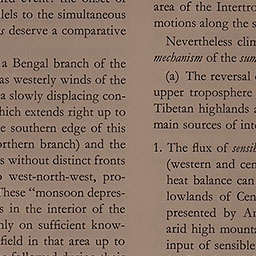 llels to the simultaneous
s deserve a comparative
a Bengal branch of the
as westerly winds of the
a slowly displacing con-
hich extends right up to
e southern edge of this
orthern branch) and the
s without distinct fronts
west-north-west, pro-
These “monsoon depres-
s in the interior of the
nly on sufficient know-
field in that area up to
area of the Intertro
motions along the s
Nevertheless clim
mechanism of the sum
(a) The reversal
upper troposphere
Tibetan highlands a
main sources of inte
1. The flux of sensib
(western and cen
heat balance can
lowlands of Cen
presented by Ar
arid high mounta
input of sensible